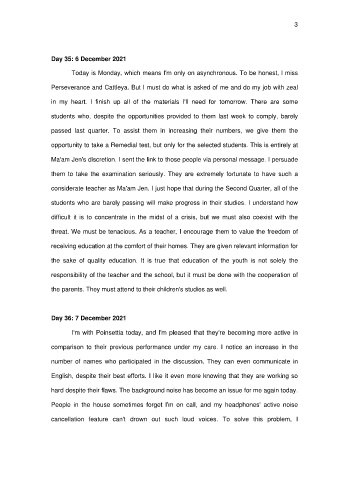 3
Day 35: 6 December 2021
Today is Monday, which means I'm only on asynchronous. To be honest, I miss
Perseverance and Cattleya. But I must do what is asked of me and do my job with zeal
in my heart. I finish up all of the materials I'll need for tomorrow. There are some
students who, despite the opportunities provided to them last week to comply, barely
passed last quarter. To assist them in increasing their numbers, we give them the
opportunity to take a Remedial test, but only for the selected students. This is entirely at
Ma'am Jen's discretion. I sent the link to those people via personal message. I persuade
them to take the examination seriously. They are extremely fortunate to have such a
considerate teacher as Ma'am Jen. I just hope that during the Second Quarter, all of the
students who are barely passing will make progress in their studies. I understand how
difficult it is to concentrate in the midst of a crisis, but we must also coexist with the
threat. We must be tenacious. As a teacher, I encourage them to value the freedom of
receiving education at the comfort of their homes. They are given relevant information for
the sake of quality education. It is true that education of the youth is not solely the
responsibility of the teacher and the school, but it must be done with the cooperation of
the parents. They must attend to their children's studies as well.
Day 36: 7 December 2021
I'm with Poinsettia today, and I'm pleased that they're becoming more active in
comparison to their previous performance under my care. I notice an increase in the
number of names who participated in the discussion. They can even communicate in
English, despite their best efforts. I like it even more knowing that they are working so
hard despite their flaws. The background noise has become an issue for me again today.
People in the house sometimes forget I'm on call, and my headphones' active noise
cancellation feature can't drown out such loud voices. To solve this problem, I